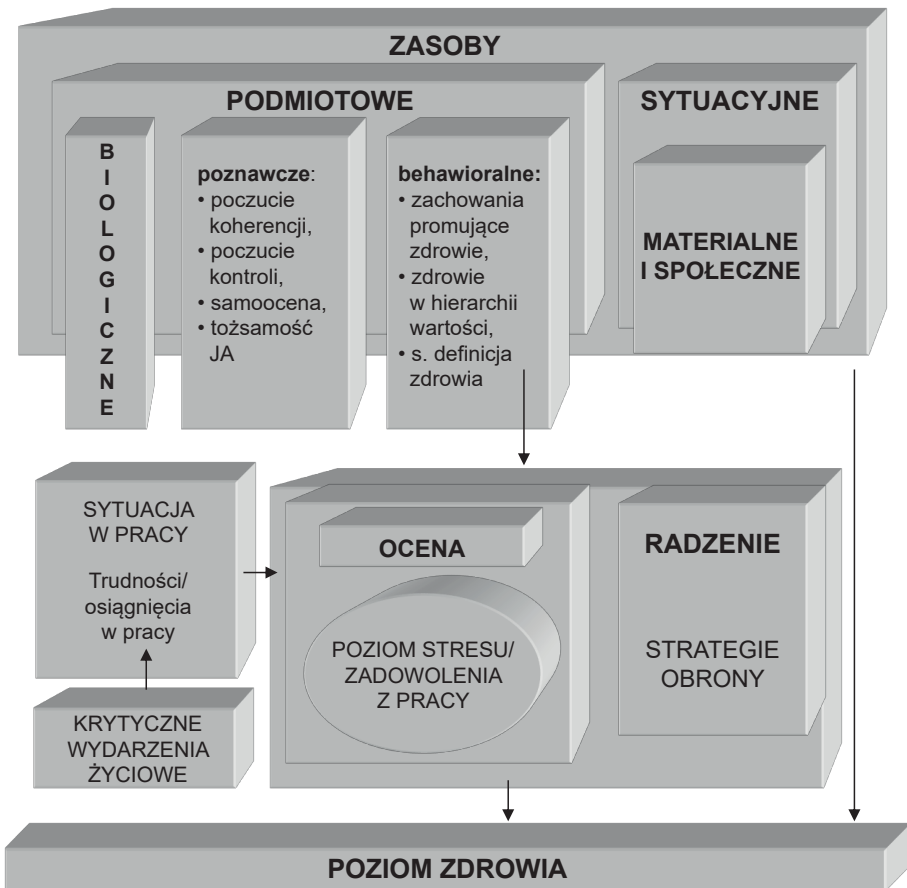 ZASOBY
PODMIOTOWE
SYTUACYJNE
BIOLOGICZNE
poznawcze:
• poczucie
koherencji,
• poczucie
kontroli,
• samoocena,
• tożsamość
JA
behawioralne:
• zachowania
promujące
zdrowie,
• zdrowie
w hierarchii
wartości,
• s. definicja
zdrowia
MATERIALNE
I SPOŁECZNE
SYTUACJA
W PRACY
Trudności/
osiągnięcia
w pracy
KRYTYCZNE
WYDARZENIA
ŻYCIOWE
OCENA
POZIOM STRESU/
ZADOWOLENIA
Z PRACY
RADZENIE
STRATEGIE
OBRONY
POZIOM ZDROWIA